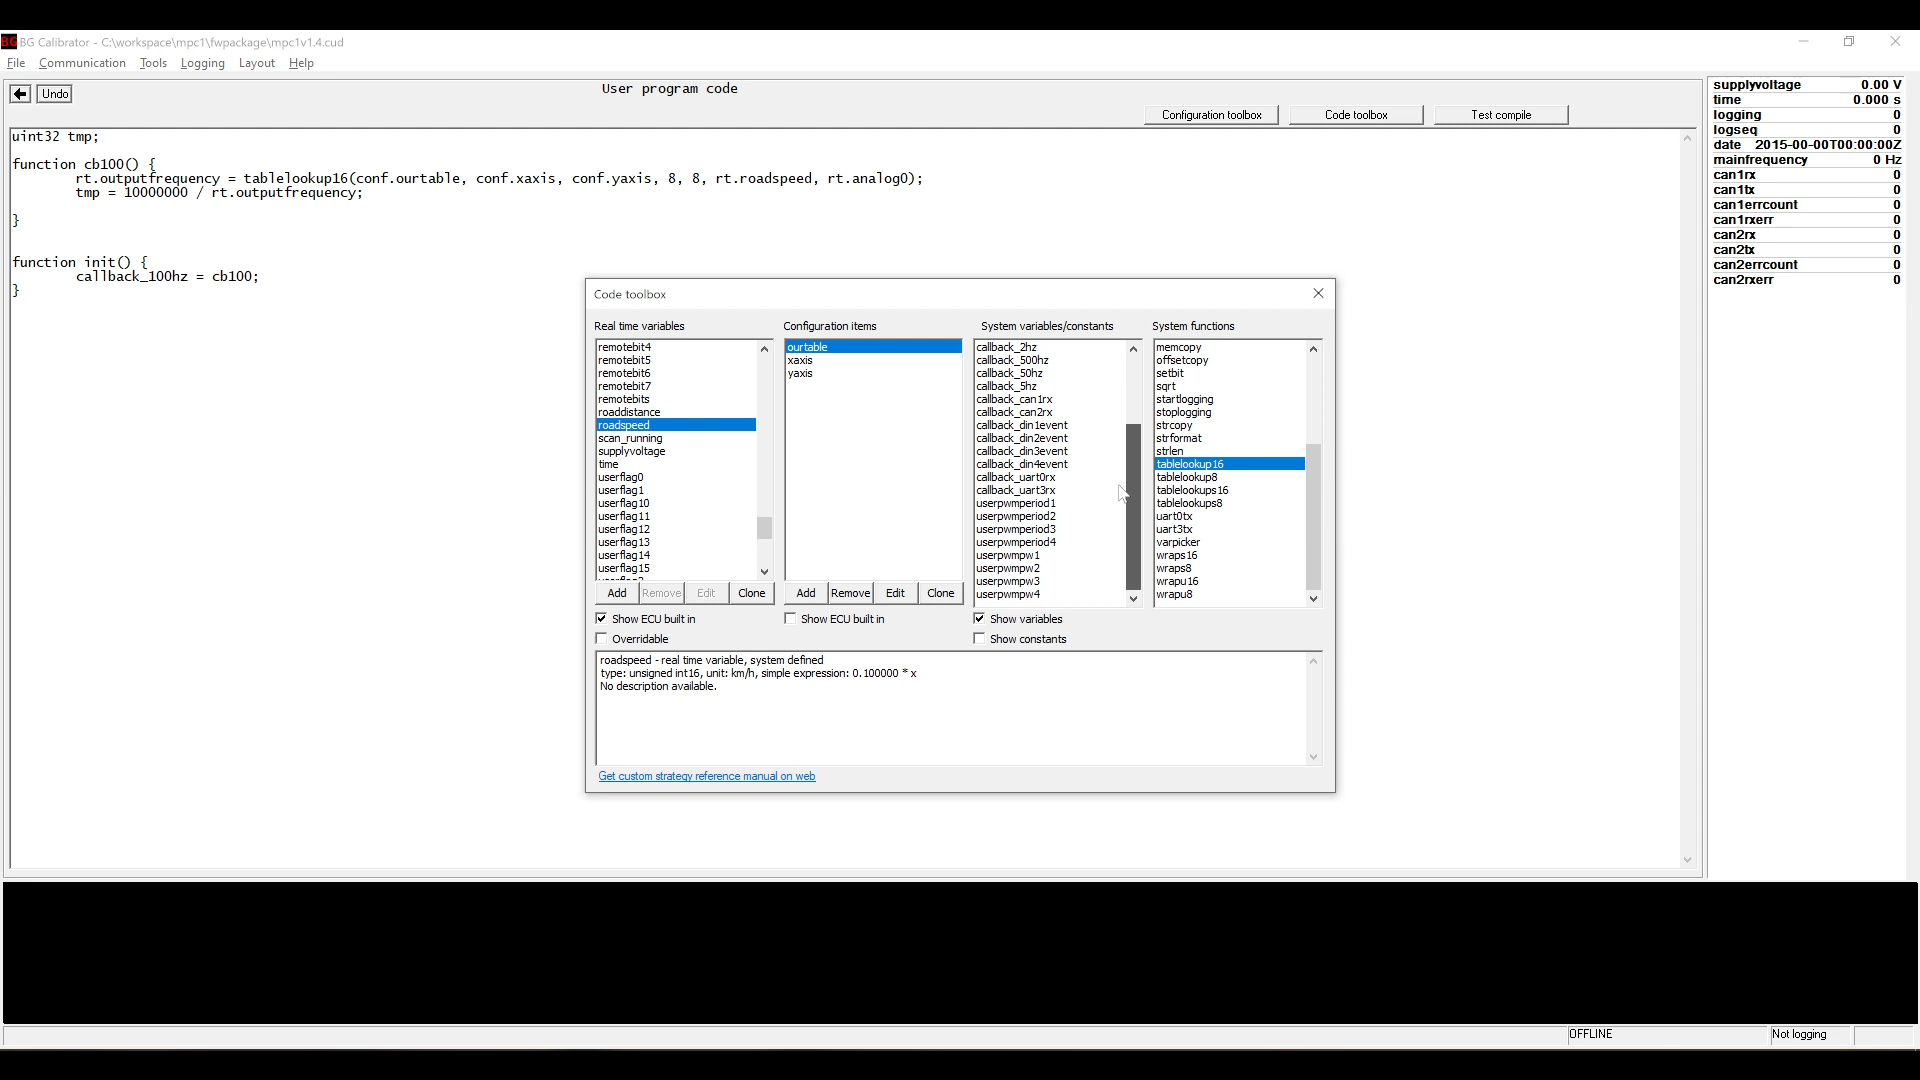 BG BG Calibrator - C:\workspace\mpc1\fwpackage\mpc1v1.4.cud
File Communication Tools Logging Layout Help
Undo
User program code
Configuration toolbox Code toolbox Test compile
uint32 tmp;
function cb100() {
rt.outputfrequency = tablelookup16(conf.ourtable, conf.xaxis, conf.yaxis, 8, 8, rt.roadspeed, rt.analog0);
tmp = 10000000 / rt.outputfrequency;
}
function init() {
callback_100hz = cb100;
}
supplyvoltage 0.00 V
time 0.000 s
logging 0
logseq 0
date 2015-00-00T00:00:00Z
mainfrequency 0 Hz
can1rx 0
can1tx 0
can1errcount 0
can1rxerr 0
can2rx 0
can2tx 0
can2errcount 0
can2rxerr 0
Code toolbox
Real time variables
remotebit4
remotebit5
remotebit6
remotebit7
remotebits
roaddistance
roadspeed
scan_running
supplyvoltage
time
userflag0
userflag1
userflag10
userflag11
userflag12
userflag13
userflag14
userflag15
Add Remove Edit Clone
Show ECU built in
Overridable
Configuration items
ourtable
xaxis
yaxis
Add Remove Edit Clone
Show ECU built in
System variables/constants
callback_2hz
callback_500hz
callback_50hz
callback_5hz
callback_can1rx
callback_can2rx
callback_din1event
callback_din2event
callback_din3event
callback_din4event
callback_uart0rx
callback_uart3rx
userpwmperiod1
userpwmperiod2
userpwmperiod3
userpwmperiod4
userpwmpw1
userpwmpw2
userpwmpw3
userpwmpw4
Show variables
Show constants
System functions
memcopy
offsetcopy
setbit
sqrt
startlogging
stoplogging
strcopy
strformat
strlen
tablelookup16
tablelookup8
tablelookups16
tablelookups8
uart0tx
uart3tx
varpicker
wraps16
wraps8
wrapu16
wrapu8
roadspeed - real time variable, system defined
type: unsigned int16, unit: km/h, simple expression: 0.100000 * x
No description available.
Get custom strategy reference manual on web
OFFLINE Not logging